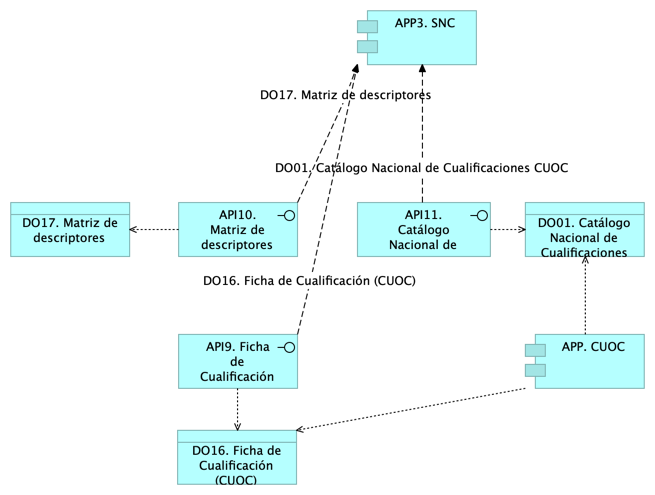 APP3. SNC
DO17. Matriz de descriptores
DO01. Catálogo Nacional de Cualificaciones CUOC
DO17. Matriz de
descriptores
API10.
Matriz de
descriptores
API11.
Catálogo
Nacional de
DO01. Catálogo
Nacional de
Cualificaciones
DO16. Ficha de Cualificación (CUOC)
API9. Ficha
de
Cualificación
APP. CUOC
DO16. Ficha de
Cualificación
(CUOC)